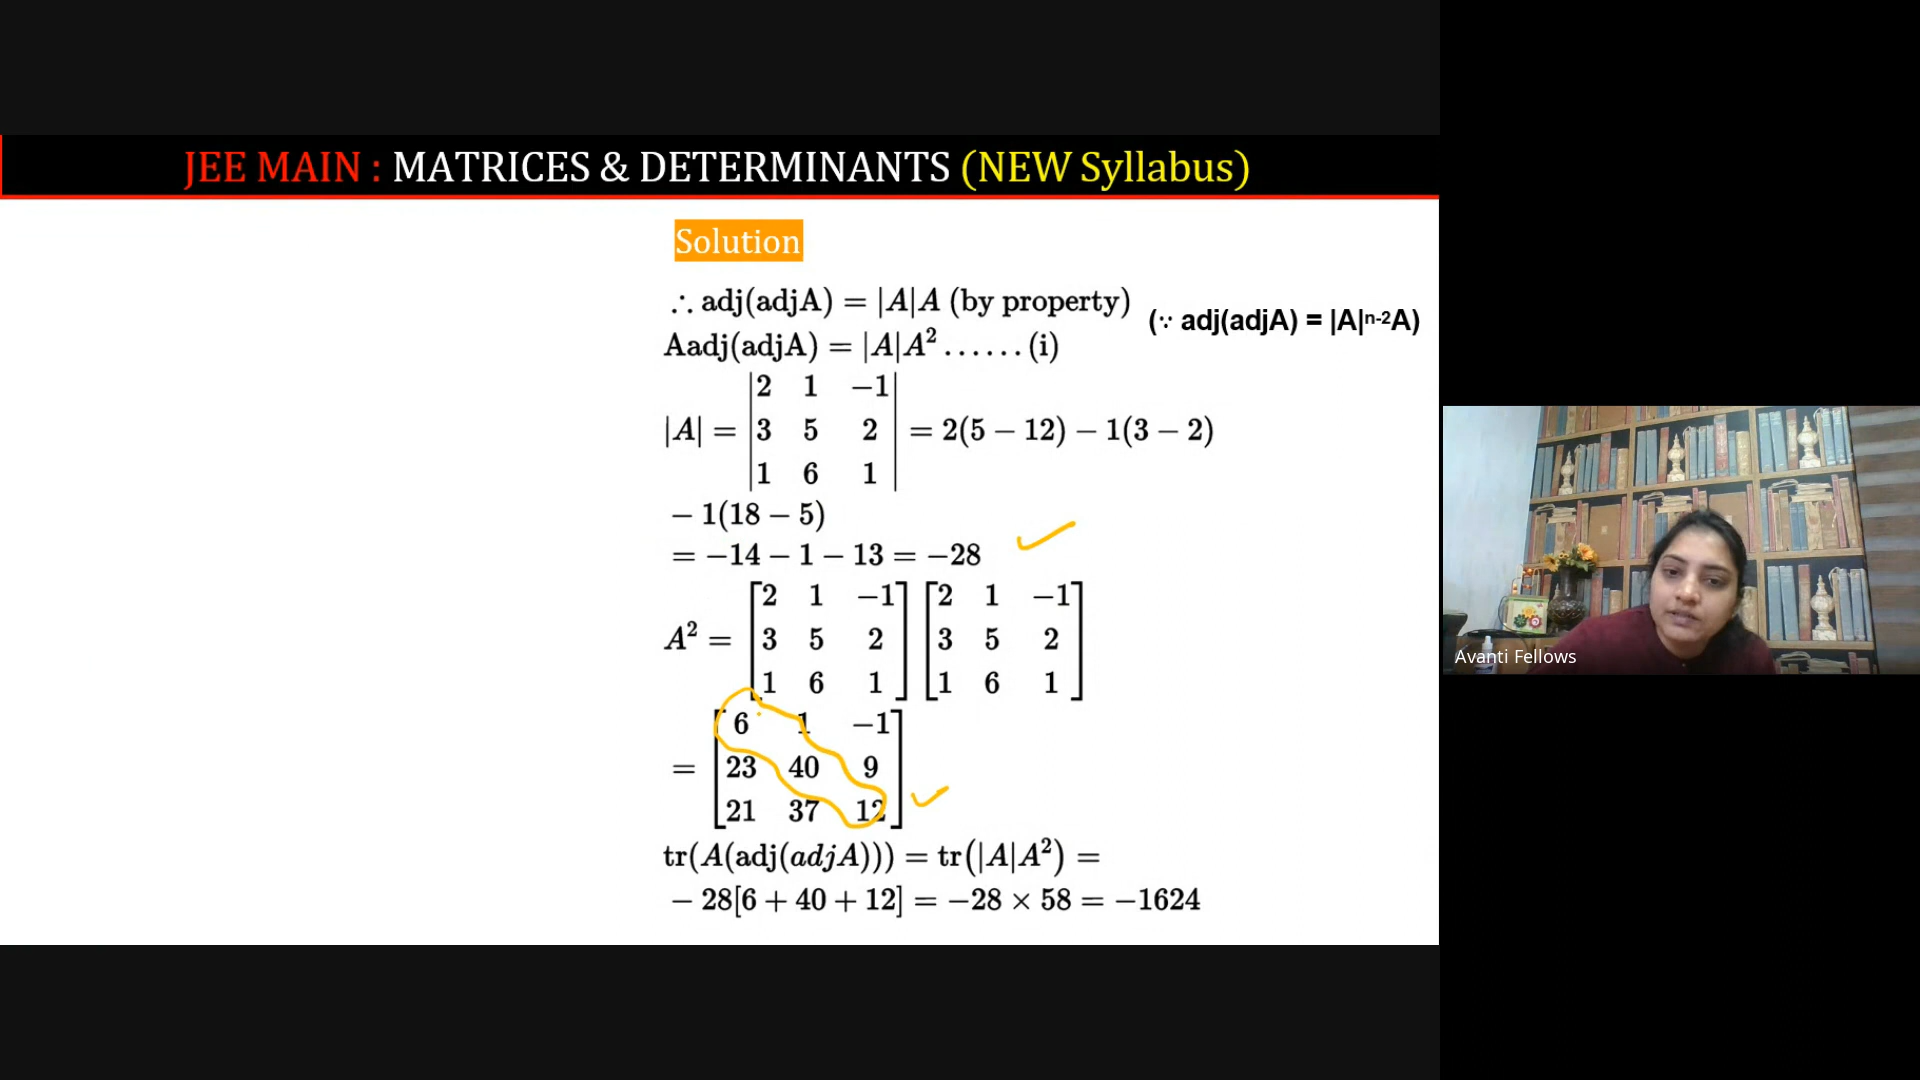 JEE MAIN : MATRICES & DETERMINANTS (NEW Syllabus)
Solution
∴ adj(adjA) = |A|A (by property) (∵ adj(adjA) = |A|ⁿ⁻²A)
Aadj(adjA) = |A|A² ...... (i)
|A| = |2 1 −1|
|3 5 2| = 2(5 − 12) − 1(3 − 2)
|1 6 1|
− 1(18 − 5)
= −14 − 1 − 13 = −28
A² = [2 1 −1] [2 1 −1]
[3 5 2] [3 5 2]
[1 6 1] [1 6 1]
= [6 1 −1]
[23 40 9]
[21 37 12]
tr(A(adj(adjA))) = tr(|A|A²) =
− 28[6 + 40 + 12] = −28 × 58 = −1624
Avanti Fellows